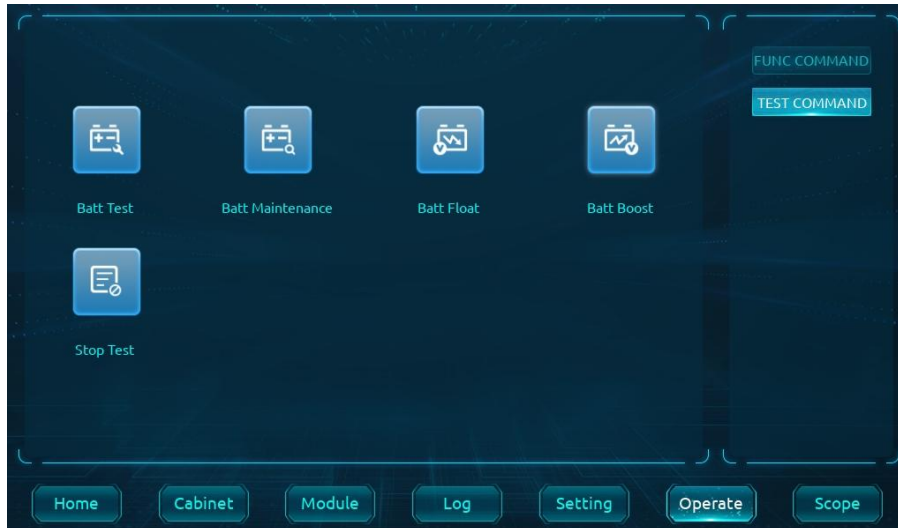 FUNC COMMAND
TEST COMMAND
Batt Test
Batt Maintenance
Batt Float
Batt Boost
Stop Test
Home
Cabinet
Module
Log
Setting
Operate
Scope